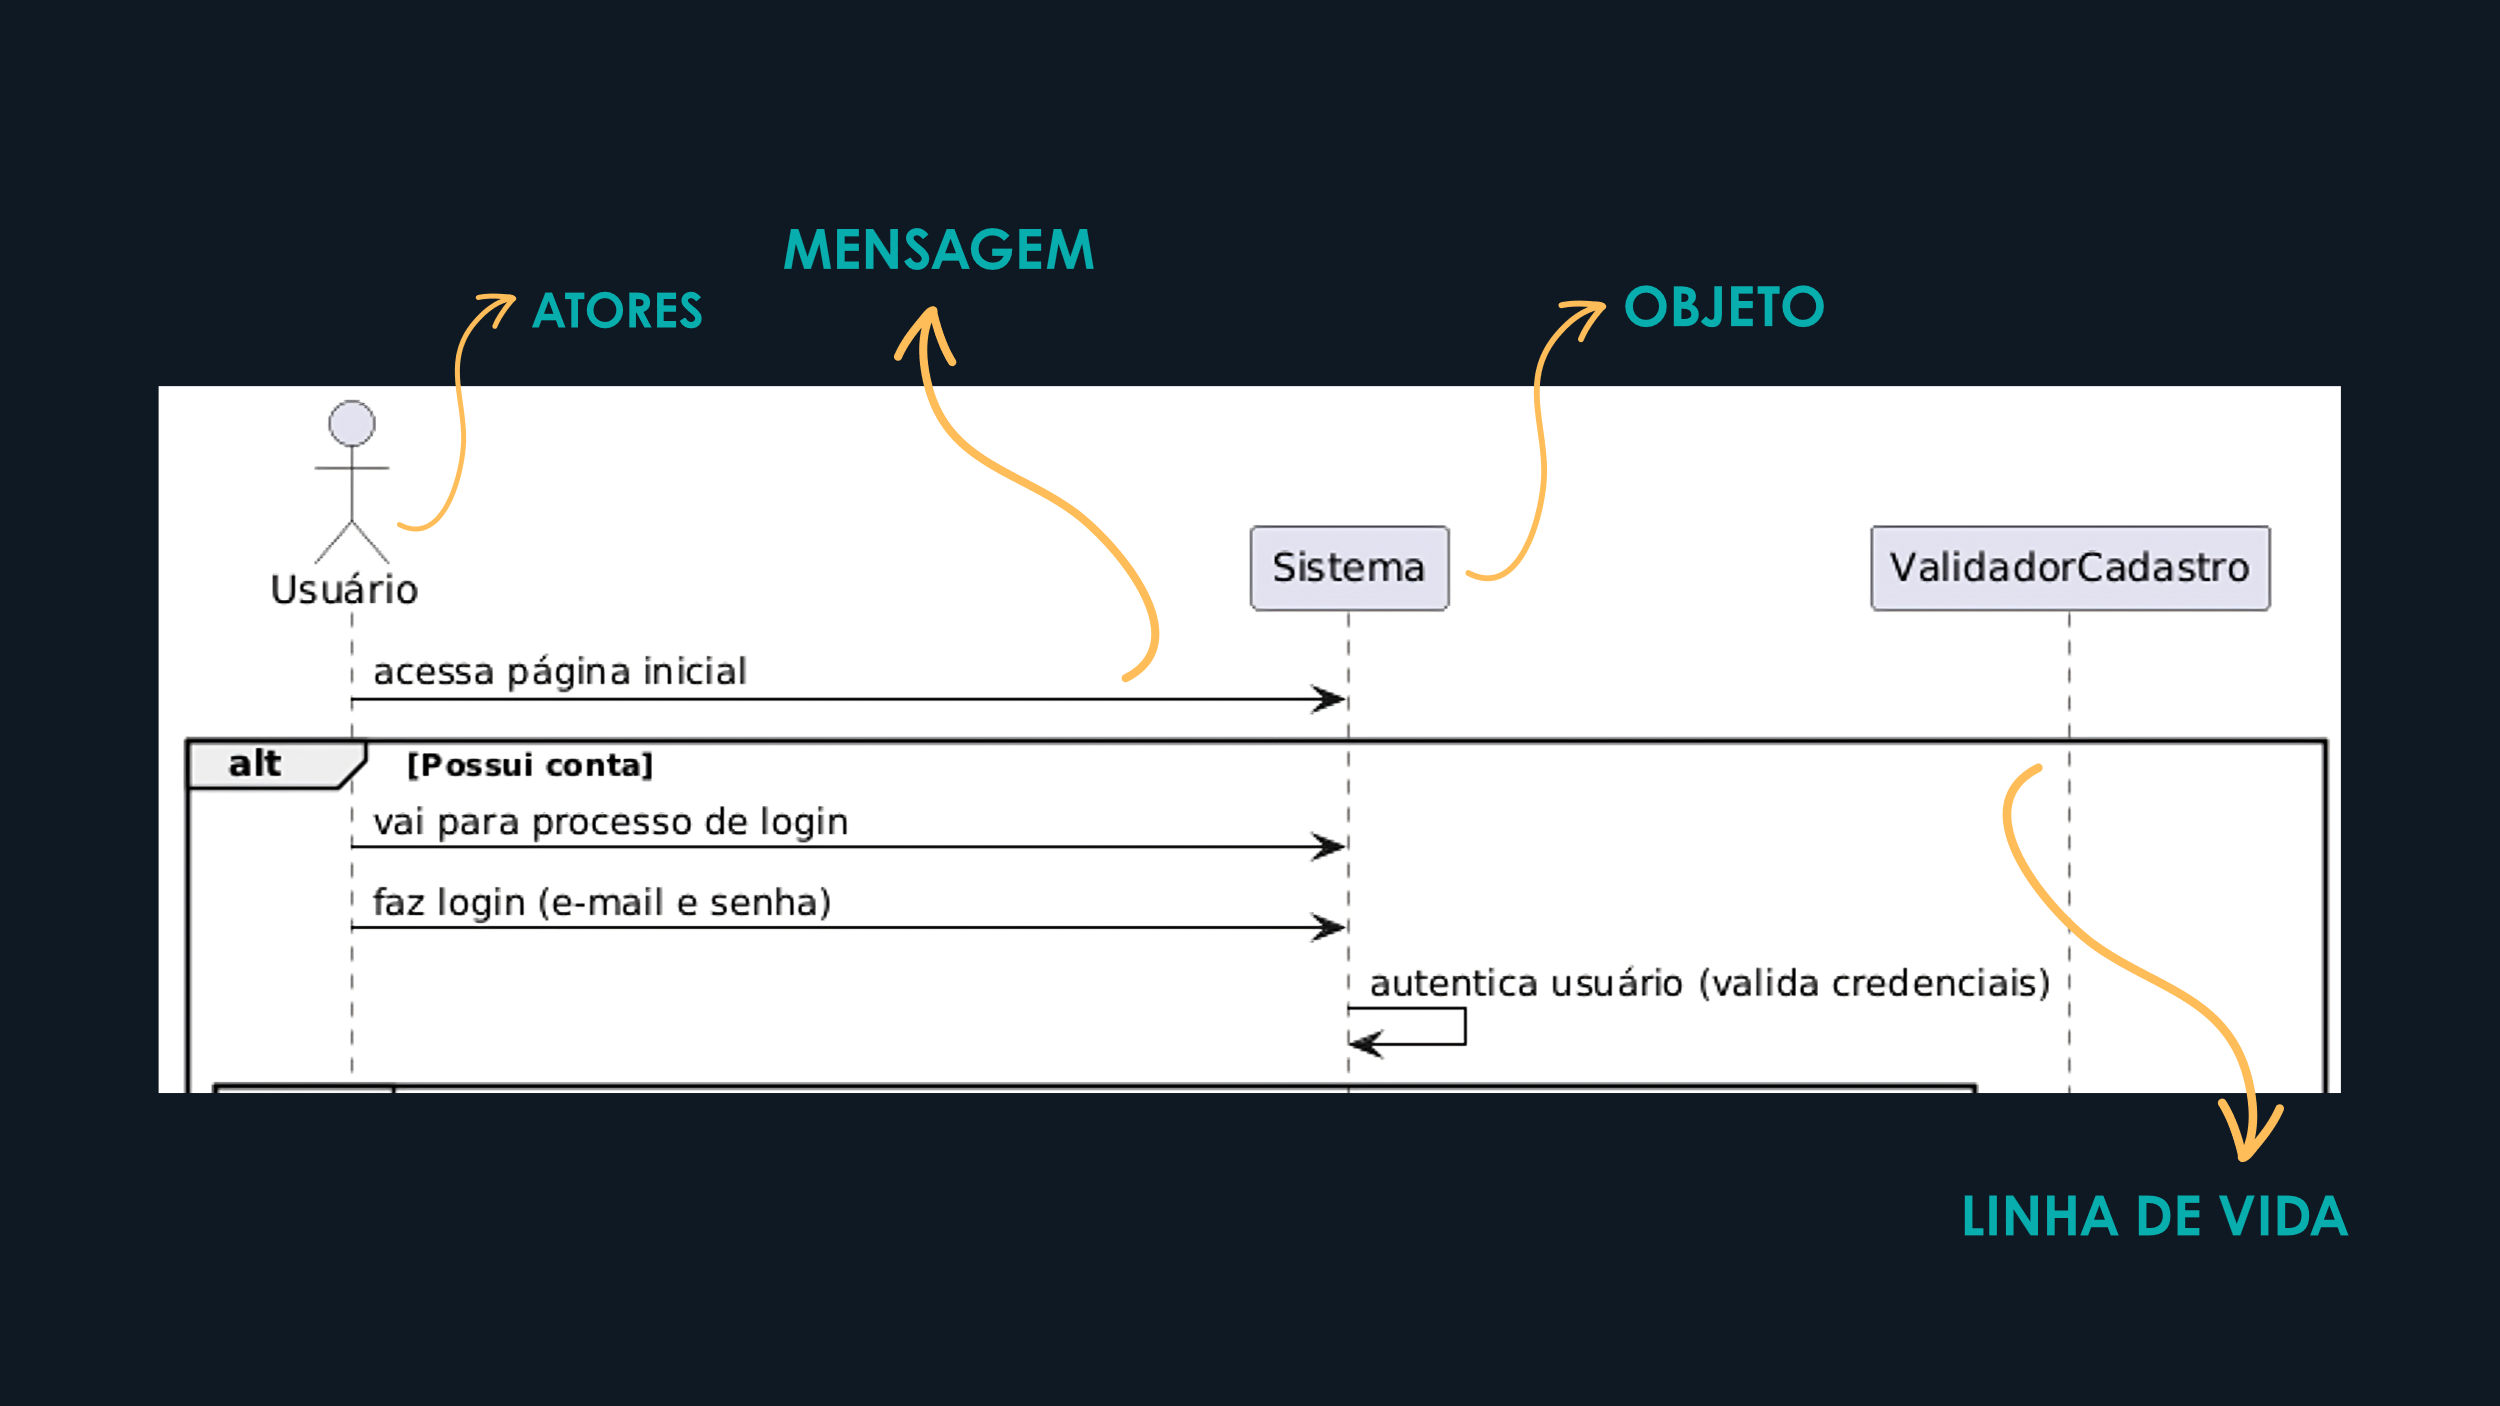 MENSAGEM
ATORES
OBJETO
Usuário
Sistema
ValidadorCadastro
acessa página inicial
alt
[Possui conta]
vai para processo de login
faz login (e-mail e senha)
autentica usuário (valida credenciais)
LINHA DE VIDA